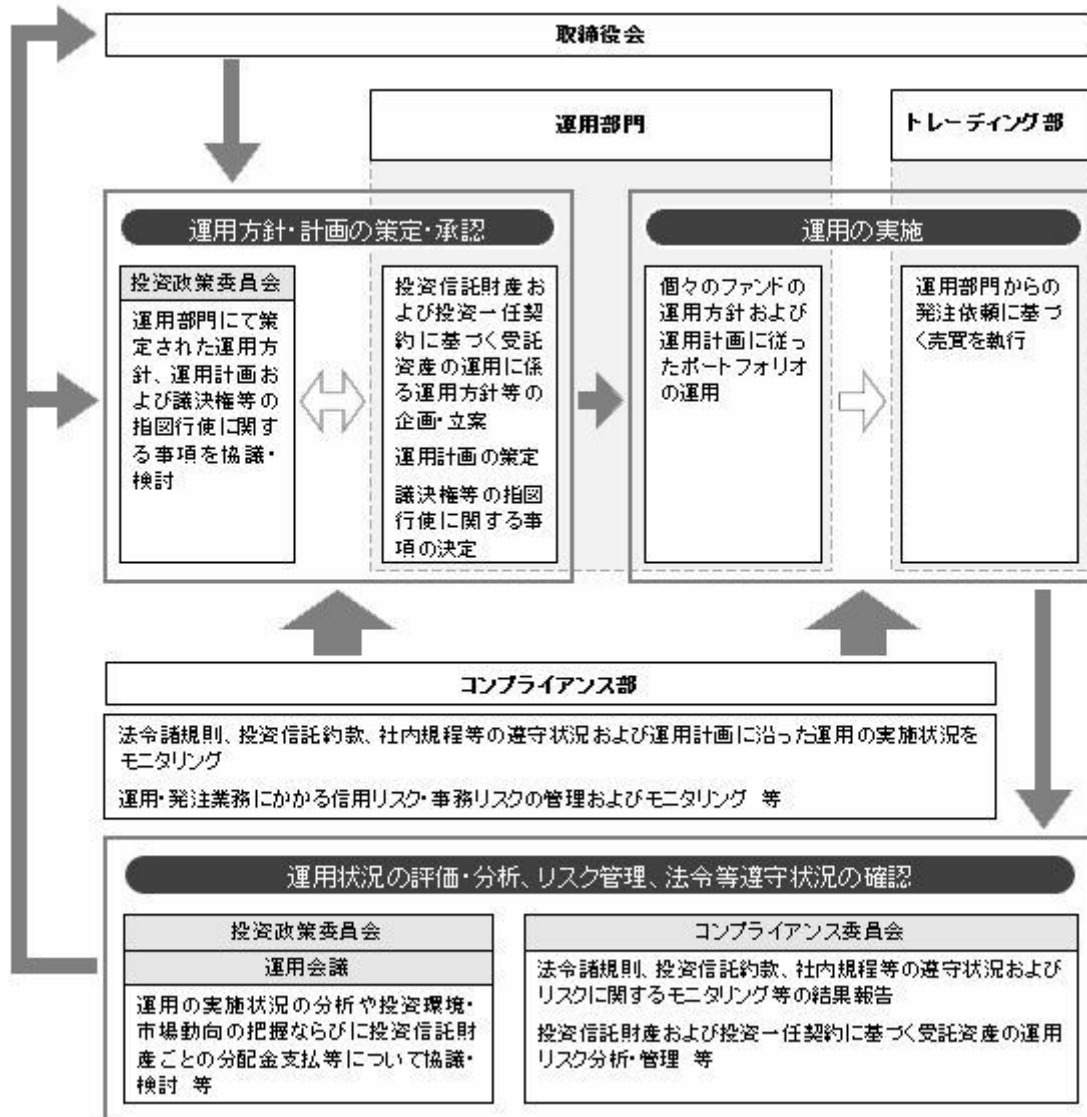 取締役会
運用部門
トレーディング部
運用方針・計画の策定・承認
投資政策委員会
運用部門にて策
定された運用方
針、運用計画お
よび議決権等の
指図行使に関す
る事項を協議・
検討
投資信託財産お
よび投資一任契
約に基づく受託
資産の運用に係
る運用方針等の
企画・立案
運用計画の策定
議決権等の指図
行使に関する事
項の決定
運用の実施
個々のファンドの
運用方針および
運用計画に従っ
たポートフォリオ
の運用
運用部門からの
発注依頼に基づ
く売買を執行
コンプライアンス部
法令諸規則、投資信託約款、社内規程等の遵守状況および運用計画に沿った運用の実施状況を
モニタリング
運用・発注業務にかかる信用リスク・事務リスクの管理およびモニタリング 等
運用状況の評価・分析、リスク管理、法令等遵守状況の確認
投資政策委員会
運用会議
運用の実施状況の分析や投資環境・
市場動向の把握ならびに投資信託財
産ごとの分配金支払等について協議・
検討 等
コンプライアンス委員会
法令諸規則、投資信託約款、社内規程等の遵守状況および
リスクに関するモニタリング等の結果報告
投資信託財産および投資一任契約に基づく受託資産の運用
リスク分析・管理 等